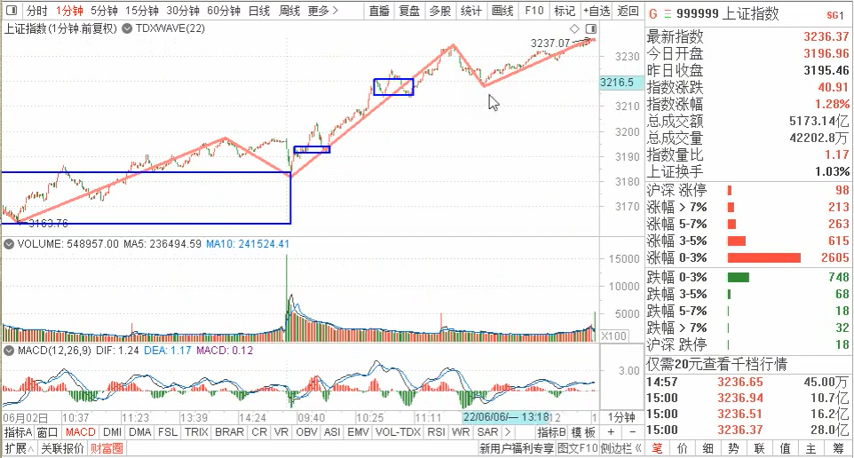 分时 1分钟 5分钟 15分钟 30分钟 60分钟 日线 周线 更多 直播 复盘 多股 统计 画线 F10 标记 +自选 返回
G 999999 上证指数 SG1
上证指数(1分钟.前复权) TDXWAVE(22)
3237.07
3230
3216.5
3210
3200
3190
3180
3170
3163.76
最新指数 3236.37
今日开盘 3196.96
昨日收盘 3195.46
指数涨跌 40.91
指数涨幅 1.28%
总成交额 5173.14亿
总成交量 42202.8万
指数量比 1.17
上证换手 1.03%
沪深 涨停 98
涨幅 > 7% 213
涨幅 5-7% 263
涨幅 3-5% 615
涨幅 0-3% 2605
跌幅 0-3% 748
跌幅 3-5% 68
跌幅 5-7% 18
跌幅 > 7% 32
沪深 跌停 18
仅需20元查看千档行情
14:57 3236.65 45.00万
15:00 3236.94 10.7亿
15:00 3236.51 16.2亿
15:00 3236.37 28.0亿
VOLUME: 548957.00 MA5: 236494.59 MA10: 241524.41
15000
10000
5000
X100
MACD(12,26,9) DIF: 1.24 DEA: 1.17 MACD: 0.12
3.00
06月02日 10:37 11:23 13:39 14:24 09:40 10:25 11:11 22/06/06/— 13:18 12 1 1分钟
指标A 窗口 MACD DMI DMA FSL TRIX BRAR CR VR OBV ASI EMV VOL-TDX RSI WR SAR 指标B 模板 + −
扩展∧ 关联报价 财富圈 新用户福利专享 图文F10 侧边栏
笔 价 细 势 联 值 主 筹